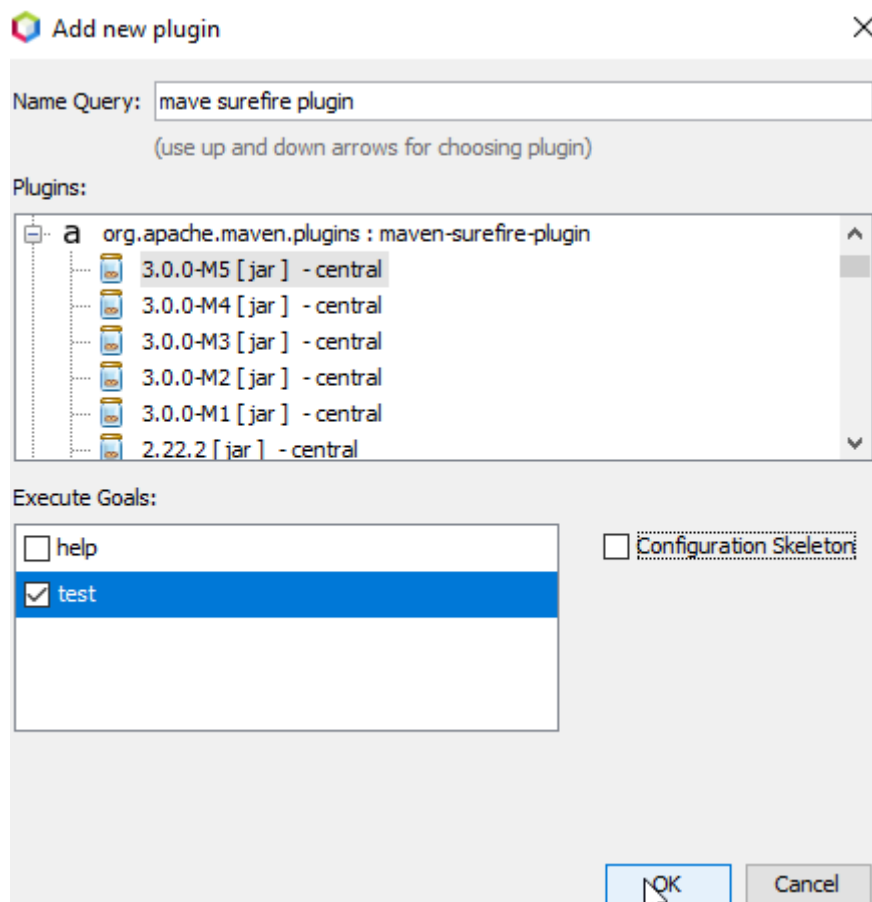 Add new plugin
Name Query: mave surefire plugin
(use up and down arrows for choosing plugin)
Plugins:
a org.apache.maven.plugins : maven-surefire-plugin
3.0.0-M5 [ jar ] - central
3.0.0-M4 [ jar ] - central
3.0.0-M3 [ jar ] - central
3.0.0-M2 [ jar ] - central
3.0.0-M1 [ jar ] - central
2.22.2 [ jar ] - central
Execute Goals:
help
Configuration Skeleton
test
OK Cancel